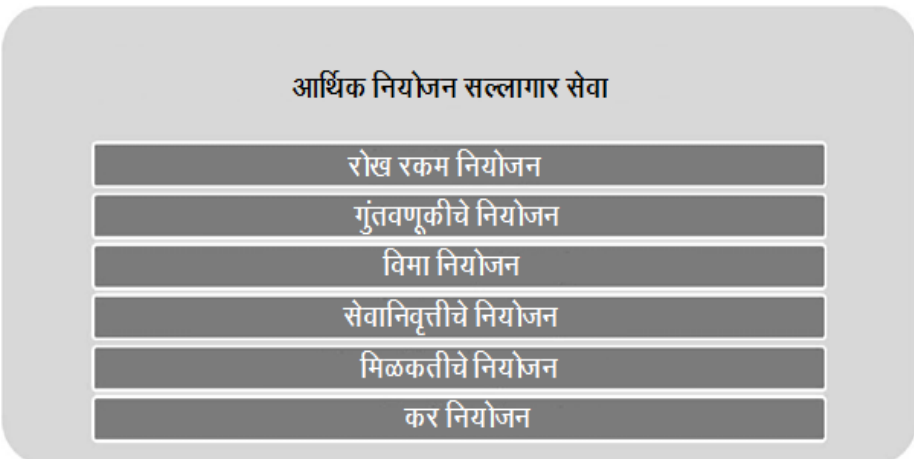 आर्थिक नियोजन सल्लागार सेवा
रोख रकम नियोजन
गुंतवणूकीचे नियोजन
विमा नियोजन
सेवानिवृत्तीचे नियोजन
मिळकतीचे नियोजन
कर नियोजन